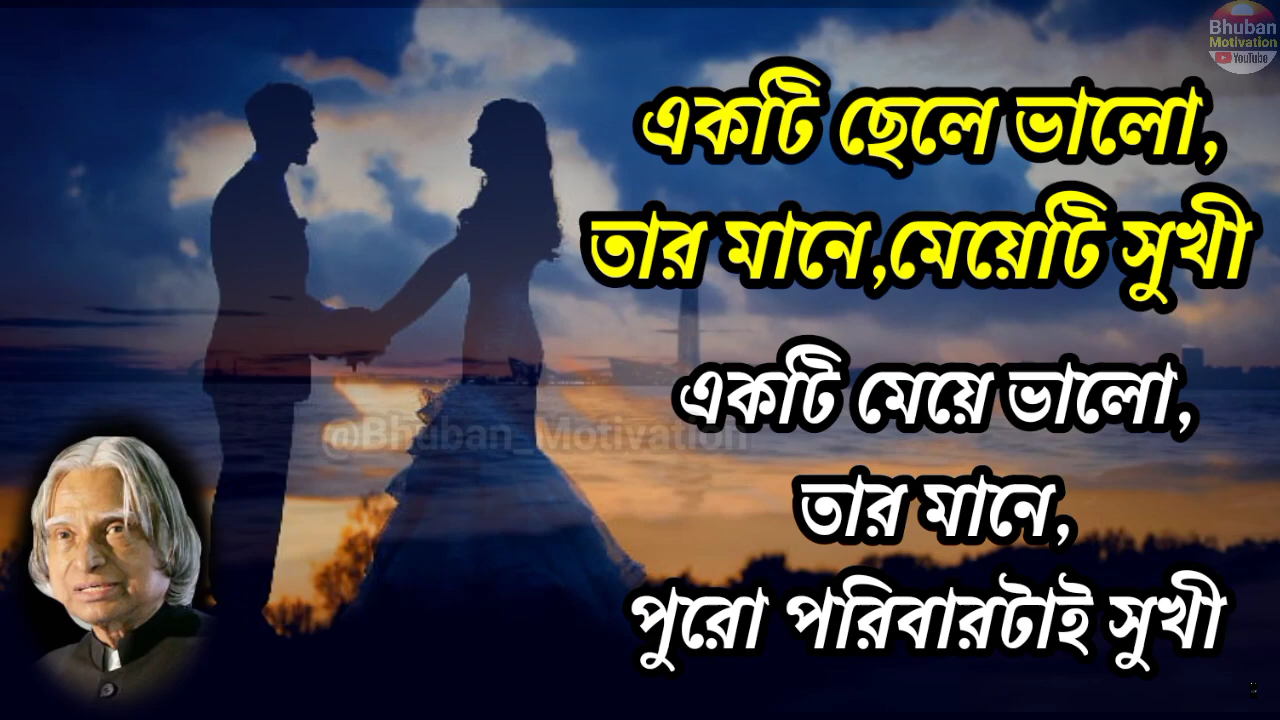 Bhuban
Motivation
YouTube
একটি ছেলে ভালো,
তার মানে,মেয়েটি সুখী
একটি মেয়ে ভালো,
@Bhuban_Motivation
তার মানে,
পুরো পরিবারটাই সুখী